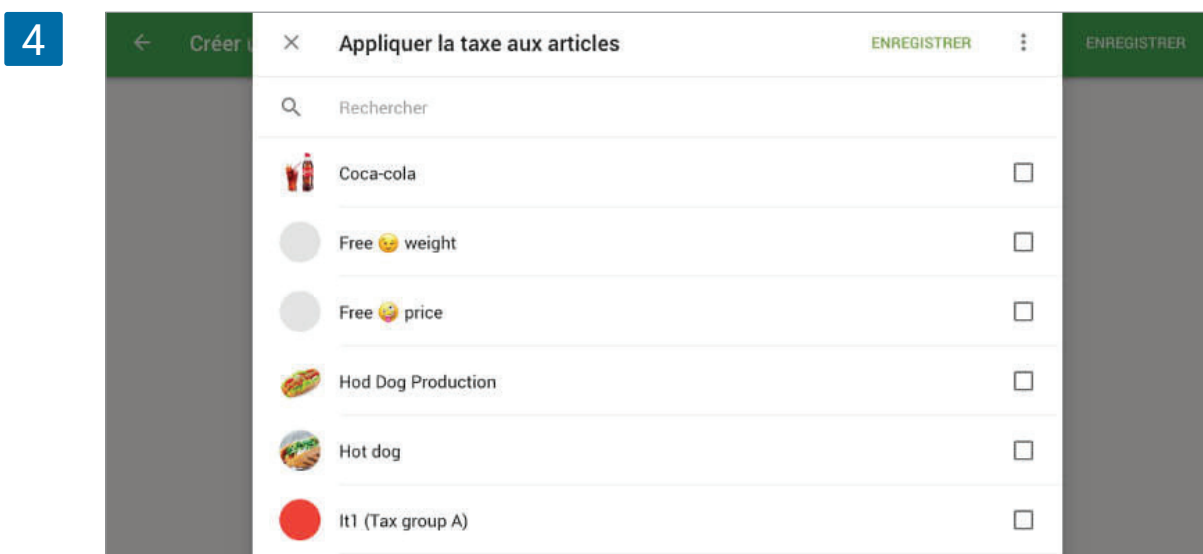 4
Créer u
Appliquer la taxe aux articles
ENREGISTRER
ENREGISTRER
Rechercher
Coca-cola
Free 😉 weight
Free 🤪 price
Hod Dog Production
Hot dog
It1 (Tax group A)